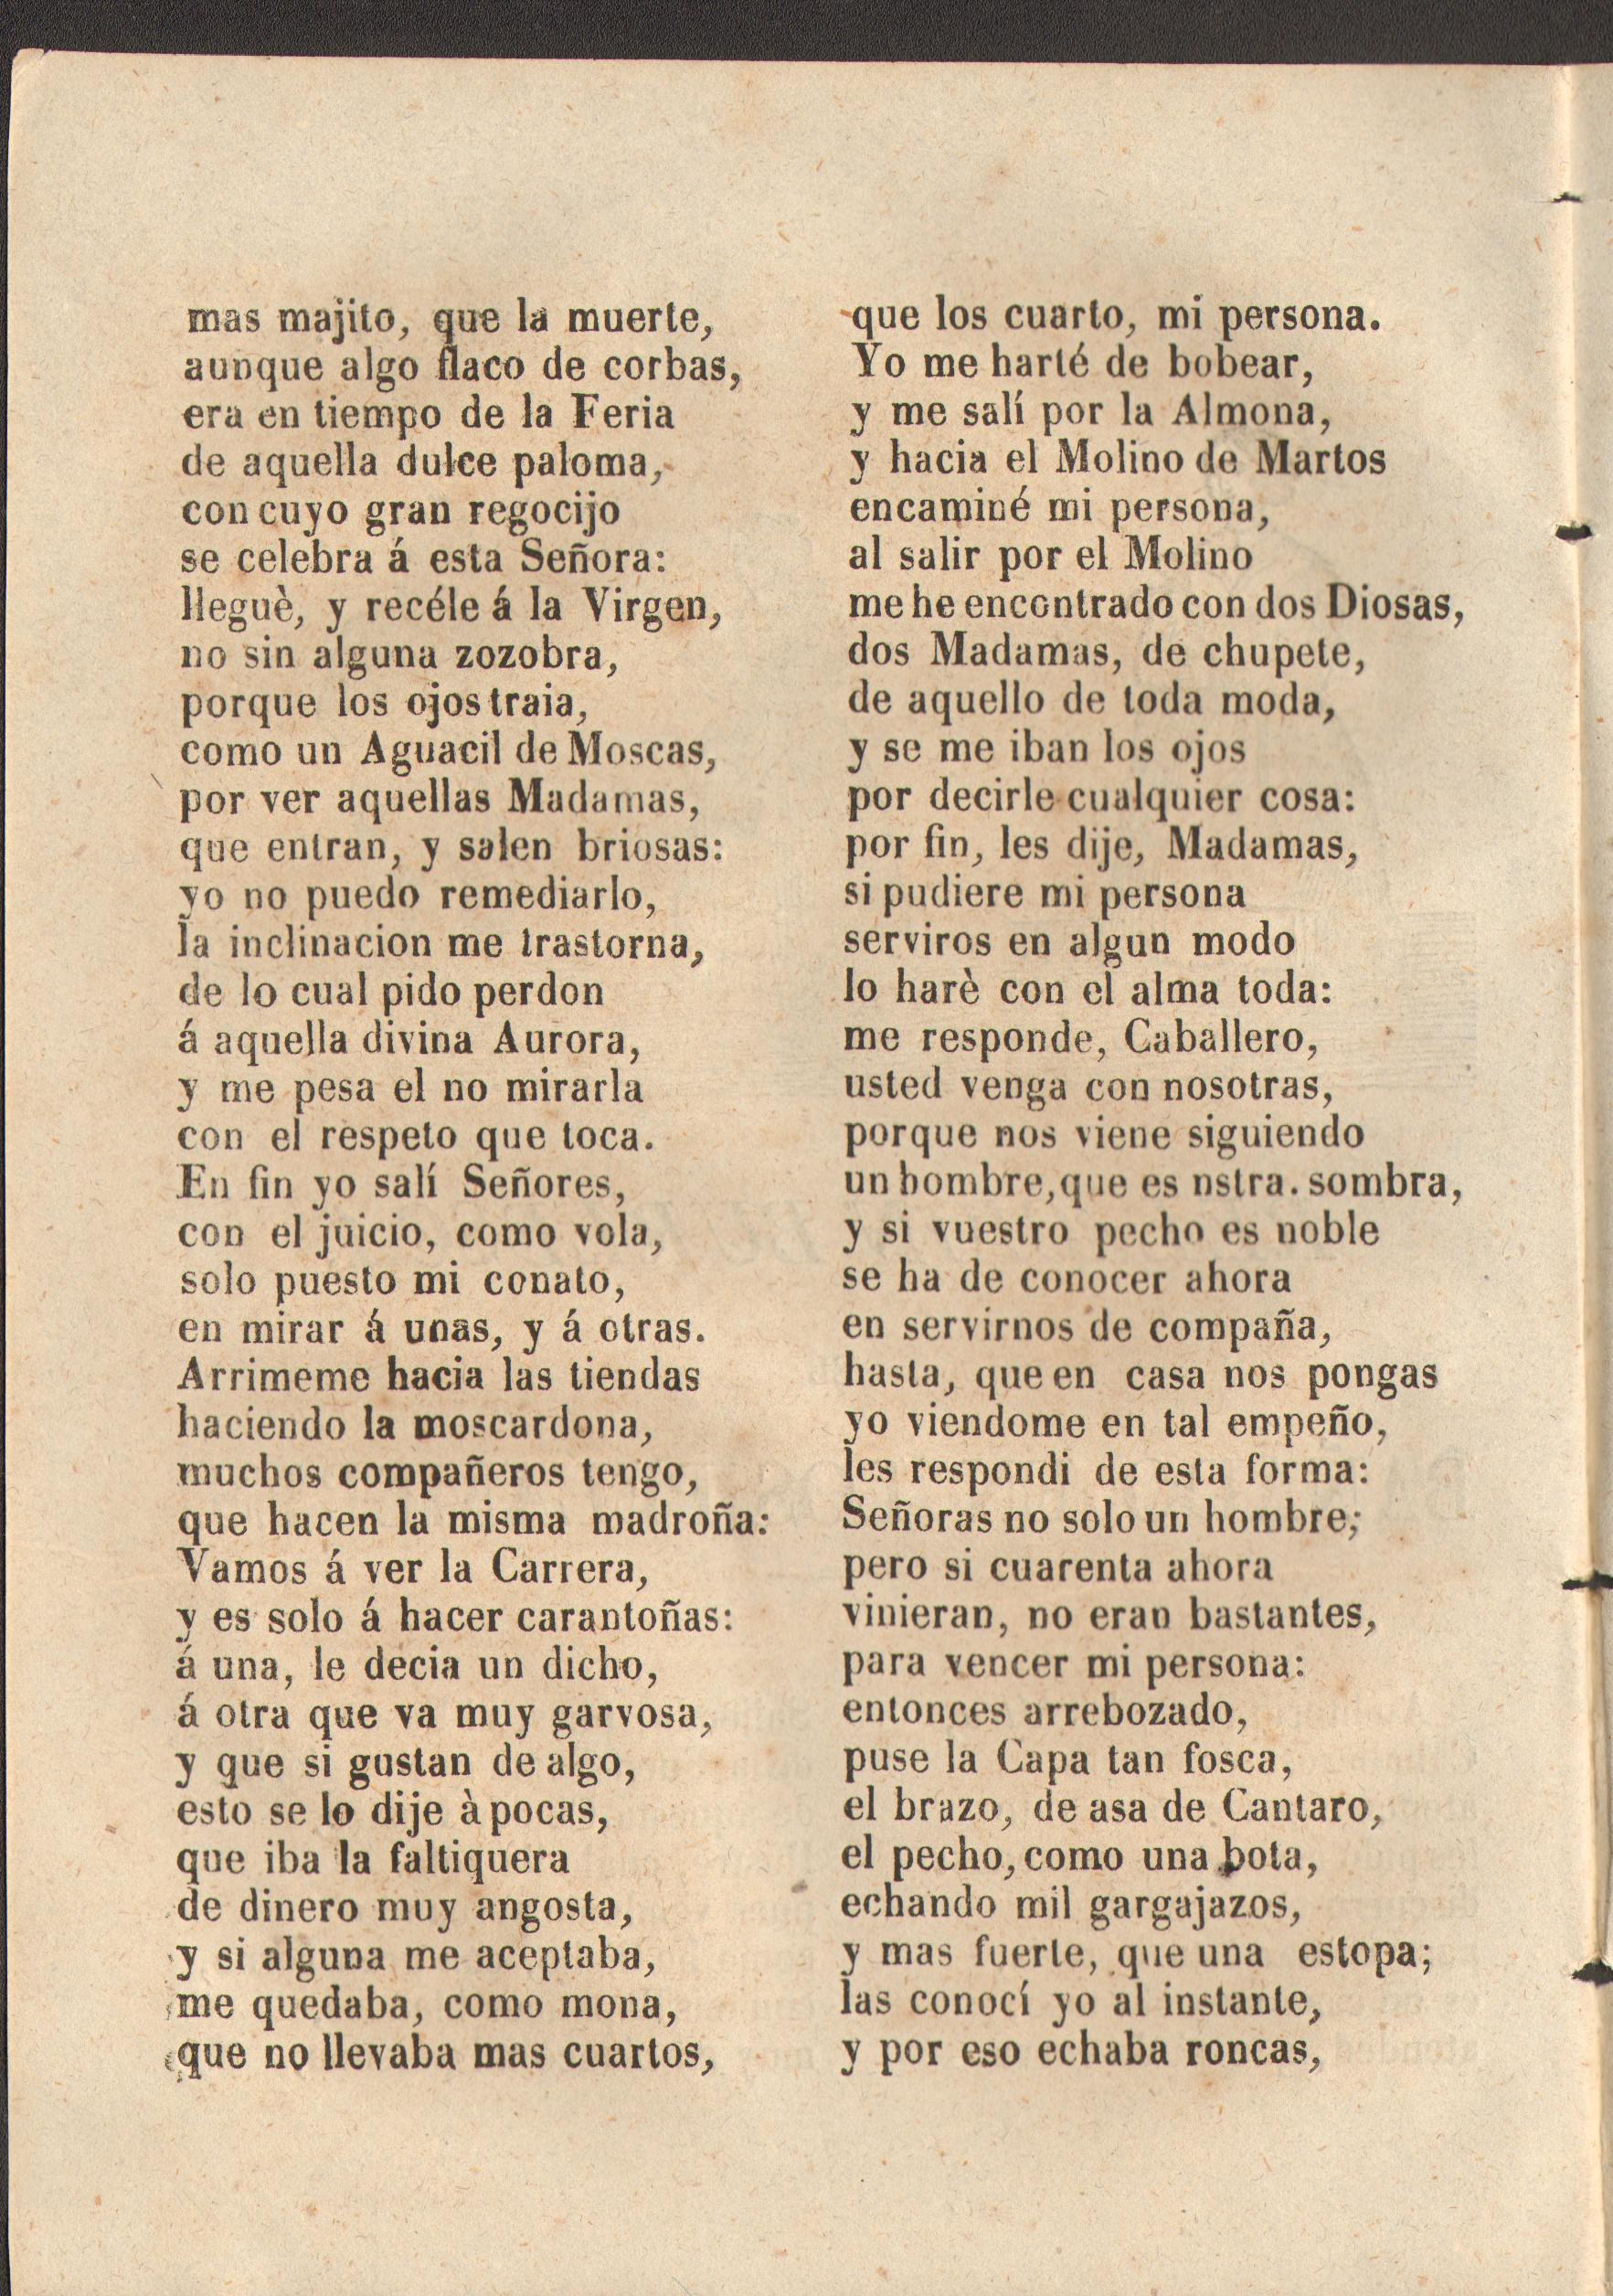 mas majito, que la muerte,
aunque algo flaco de corbas,
era en tiempo de la Feria
de aquella dulce paloma,
con cuyo gran regocijo
se celebra á esta Señora:
lleguè, y recéle á la Virgen,
no sin alguna zozobra,
porque los ojos traia,
como un Aguacil de Moscas,
por ver aquellas Madamas,
que entran, y salen briosas:
yo no puedo remediarlo,
la inclinacion me trastorna,
de lo cual pido perdon
á aquella divina Aurora,
y me pesa el no mirarla
con el respeto que toca.
En fin yo salí Señores,
con el juicio, como vola,
solo puesto mi conato,
en mirar á unas, y á otras.
Arrimeme hacia las tiendas
haciendo la moscardona,
muchos compañeros tengo,
que hacen la misma madroña:
Vamos á ver la Carrera,
y es solo á hacer carantoñas:
á una, le decia un dicho,
á otra que va muy garvosa,
y que si gustan de algo,
esto se lo dije à pocas,
que iba la faltiquera
de dinero muy angosta,
y si alguna me aceptaba,
me quedaba, como mona,
que no llevaba mas cuartos,
que los cuarto, mi persona.
Yo me harté de bobear,
y me salí por la Almona,
y hacia el Molino de Martos
encaminé mi persona,
al salir por el Molino
me he encontrado con dos Diosas,
dos Madamas, de chupete,
de aquello de toda moda,
y se me iban los ojos
por decirle cualquier cosa:
por fin, les dije, Madamas,
si pudiere mi persona
serviros en algun modo
lo harè con el alma toda:
me responde, Caballero,
usted venga con nosotras,
porque nos viene siguiendo
un hombre, que es nstra. sombra,
y si vuestro pecho es noble
se ha de conocer ahora
en servirnos de compaña,
hasta, que en casa nos pongas
yo viendome en tal empeño,
les respondi de esta forma:
Señoras no solo un hombre;
pero si cuarenta ahora
vinieran, no eran bastantes,
para vencer mi persona:
entonces arrebozado,
puse la Capa tan fosca,
el brazo, de asa de Cantaro,
el pecho, como una bota,
echando mil gargajazos,
y mas fuerte, que una estopa;
las conocí yo al instante,
y por eso echaba roncas,